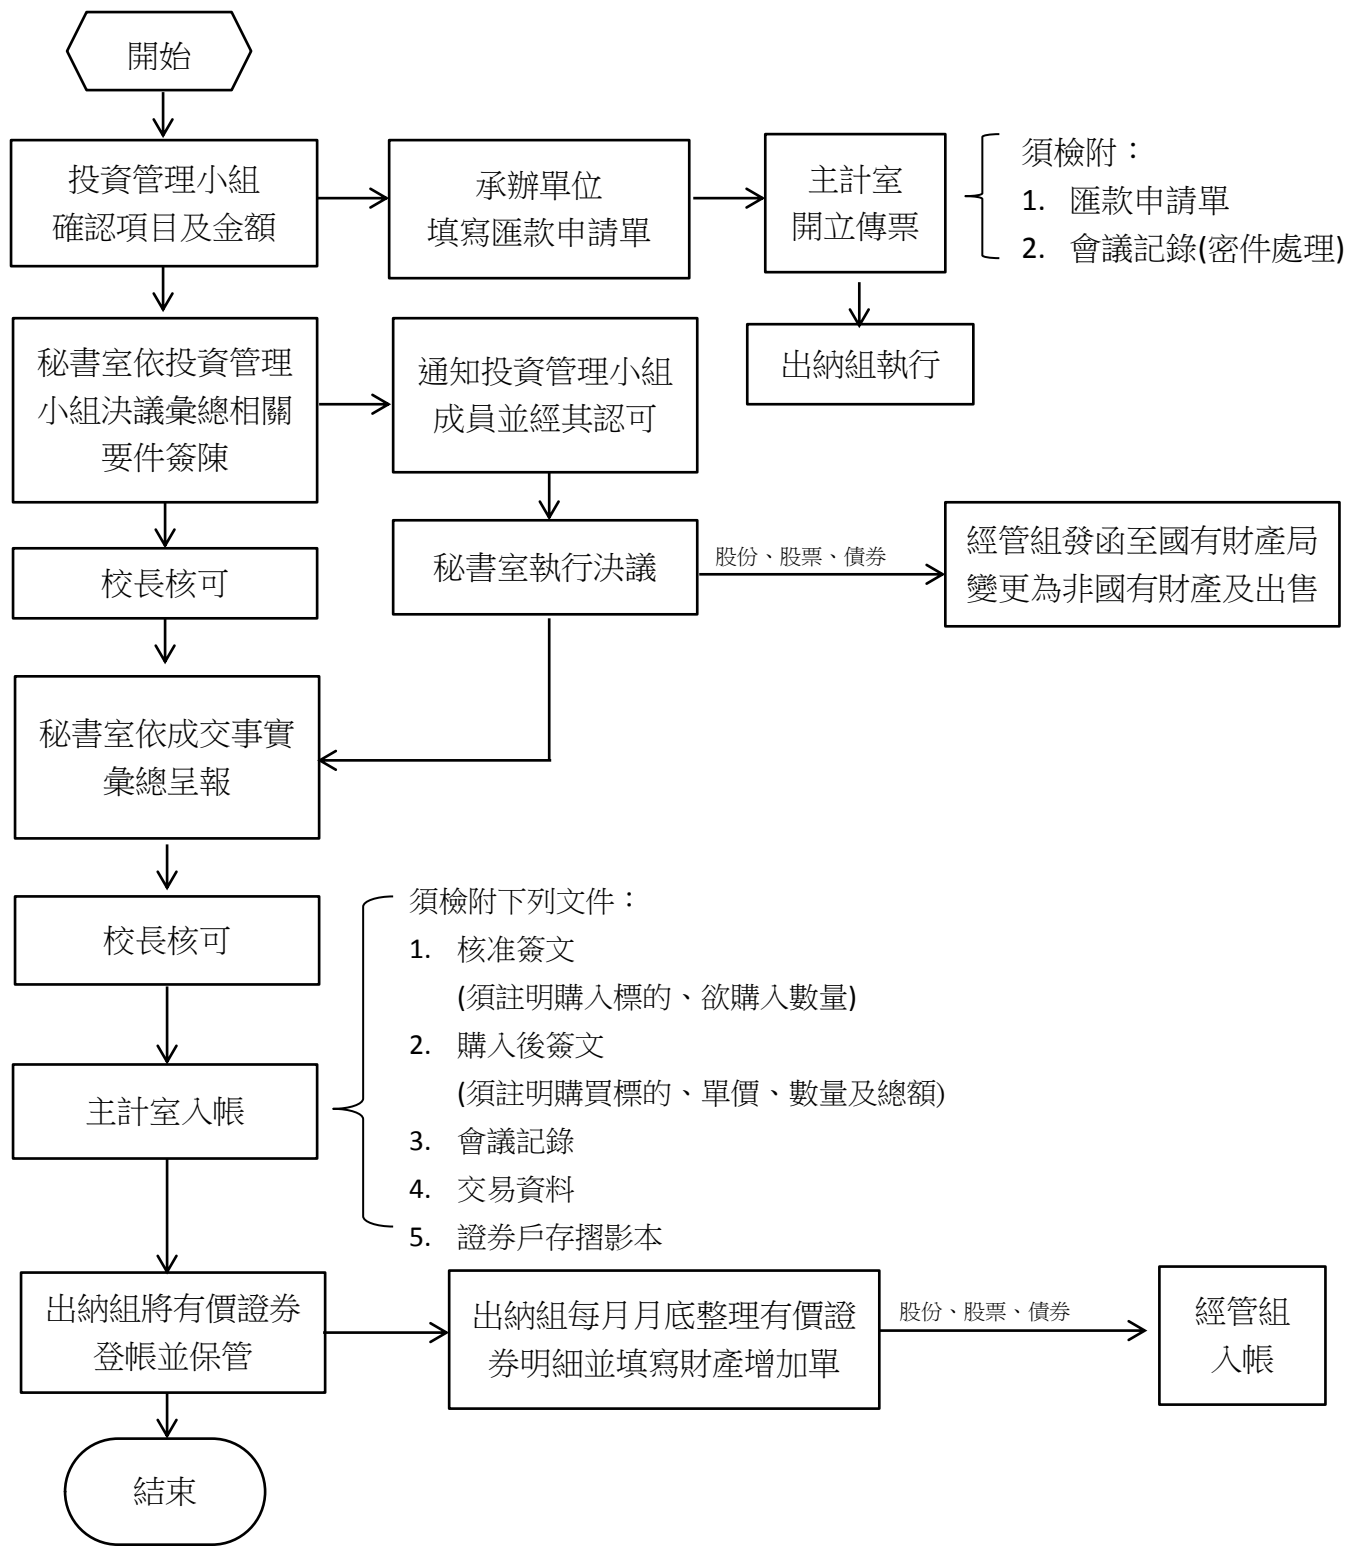 開始
投資管理小組
確認項目及金額
承辦單位
填寫匯款申請單
主計室
開立傳票
須檢附：
1. 匯款申請單
2. 會議記錄(密件處理)
出納組執行
秘書室依投資管理
小組決議彙總相關
要件簽陳
通知投資管理小組
成員並經其認可
校長核可
秘書室執行決議
股份、股票、債券
經管組發函至國有財產局
變更為非國有財產及出售
秘書室依成交事實
彙總呈報
校長核可
主計室入帳
須檢附下列文件：
1. 核准簽文
(須註明購入標的、欲購入數量)
2. 購入後簽文
(須註明購買標的、單價、數量及總額)
3. 會議記錄
4. 交易資料
5. 證券戶存摺影本
出納組將有價證券
登帳並保管
出納組每月月底整理有價證
券明細並填寫財產增加單
股份、股票、債券
經管組
入帳
結束